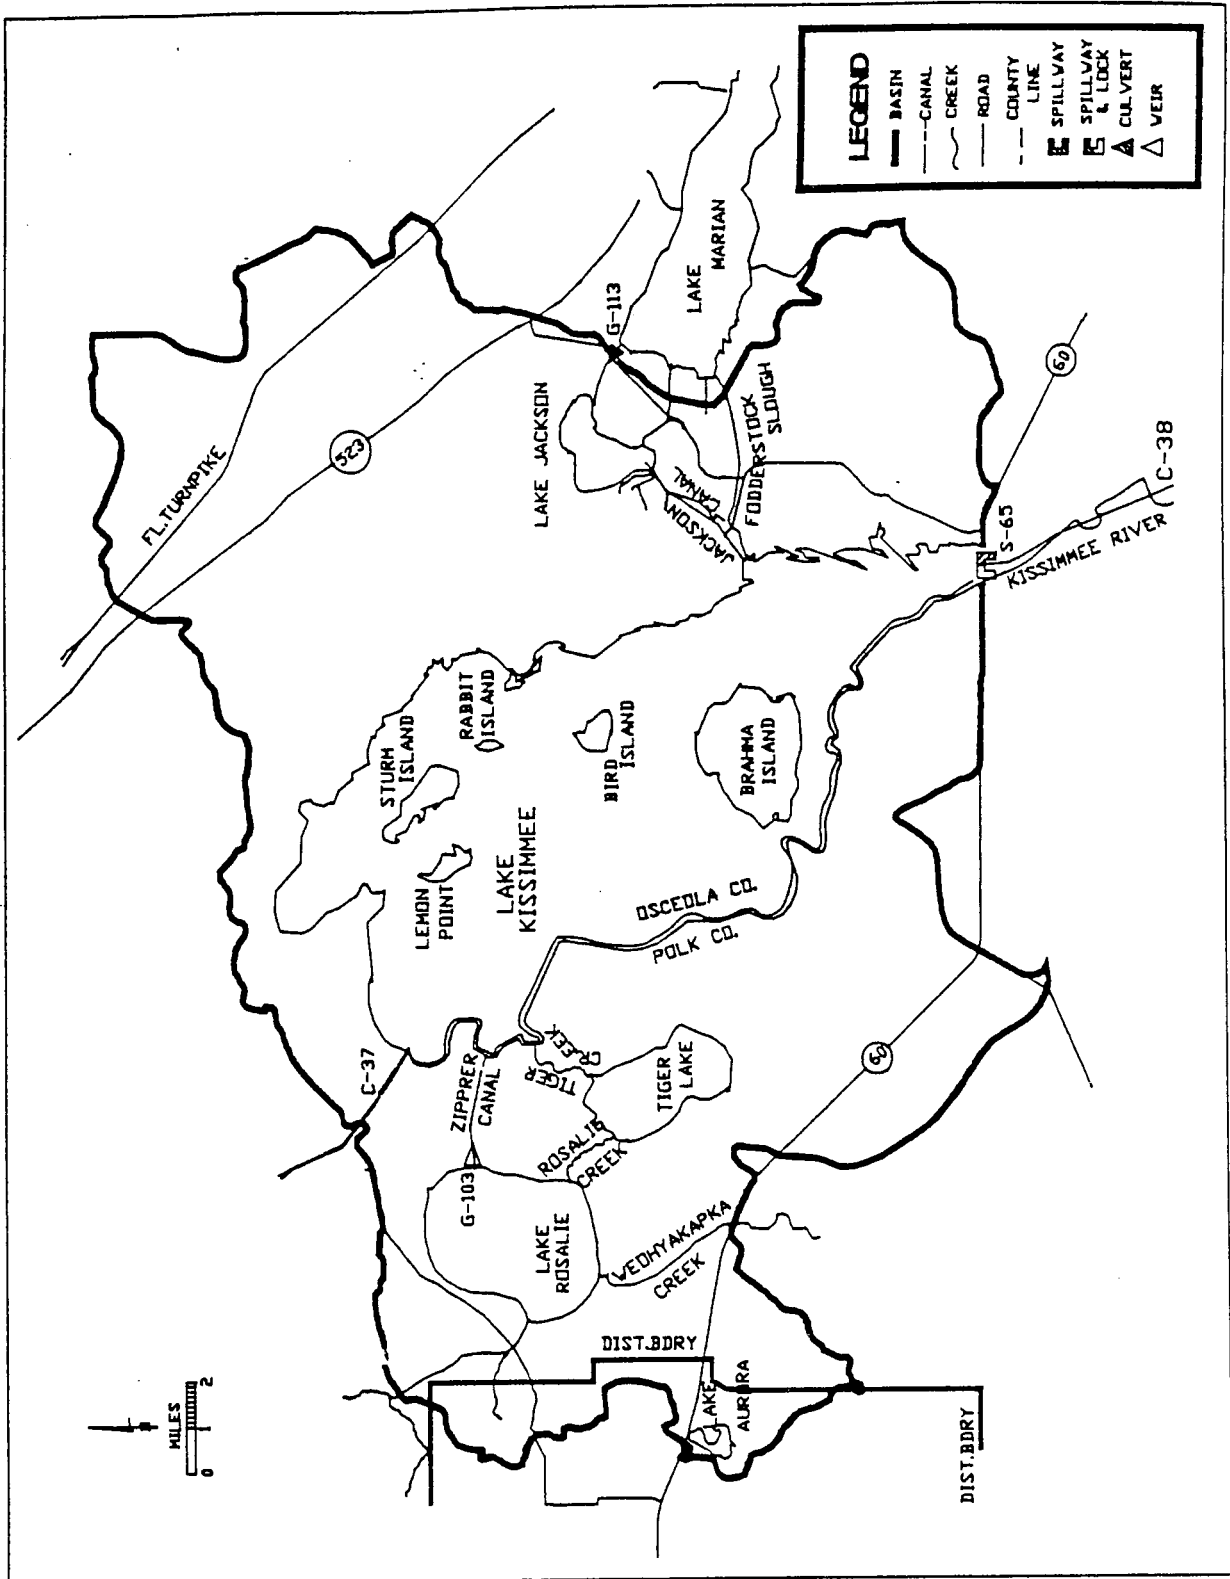 MILES
0 1 2
FL.TURNPIKE
523
C-37
STURM
ISLAND
RABBIT
ISLAND
LEMON
POINT
LAKE
KISSIMMEE
BIRD
ISLAND
BRAHMA
ISLAND
LAKE JACKSON
G-113
LAKE
MARIAN
JACKSON
CANAL
FODDERSTOCK
SLOUGH
ZIPPRER
CANAL
G-103
TIGER
CREEK
ROSALIE
CREEK
TIGER
LAKE
LAKE
ROSALIE
WEOHYAKAPKA
CREEK
OSCEOLA CO.
POLK CO.
DIST.BDRY
LAKE
AURORA
DIST.BDRY
60
60
S-65
KISSIMMEE RIVER
C-38
LEGEND
BASIN
CANAL
CREEK
ROAD
COUNTY
LINE
SPILLWAY
SPILLWAY
& LOCK
CULVERT
WEIR